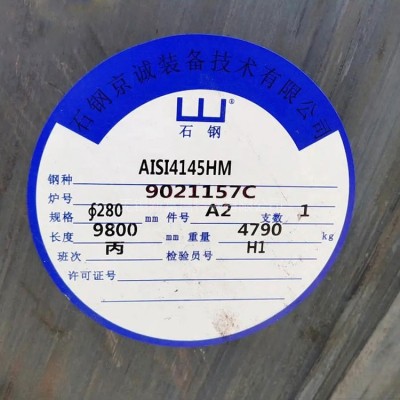 石钢京诚装备技术有限公司
®
石钢
钢种 AISI4145HM
炉号 9021157C
规格 ∮280 mm 件号 A2 支数 1
长度 9800 mm 重量 4790 kg
班次 丙 检验员号 H1
许可证号